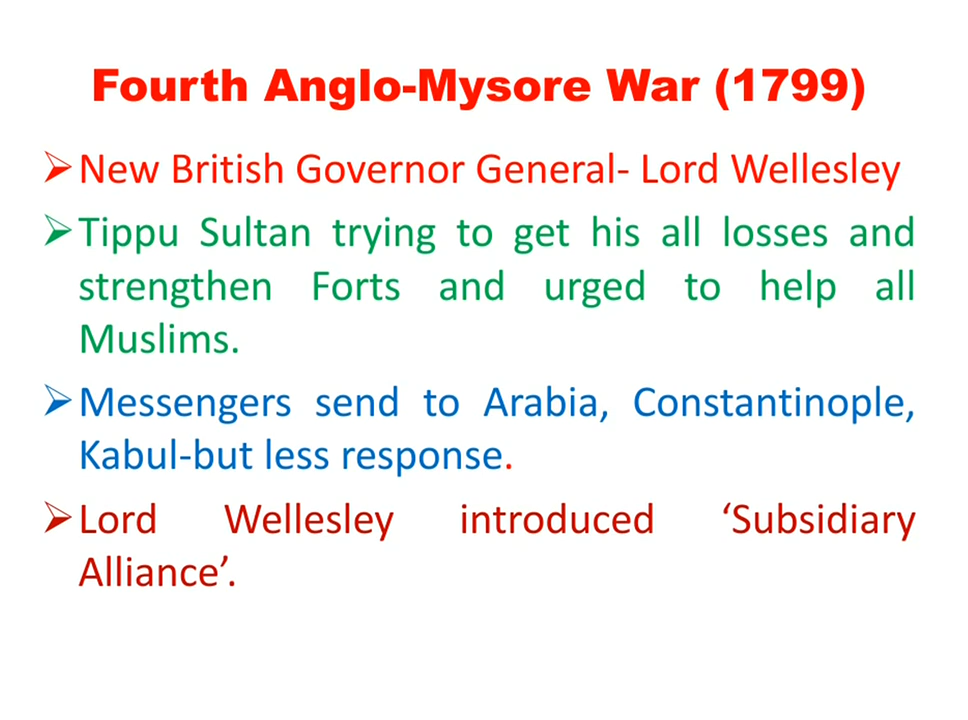 Fourth Anglo-Mysore War (1799)
➢New British Governor General- Lord Wellesley
➢Tippu Sultan trying to get his all losses and
strengthen Forts and urged to help all
Muslims.
➢Messengers send to Arabia, Constantinople,
Kabul-but less response.
➢Lord Wellesley introduced ‘Subsidiary
Alliance’.